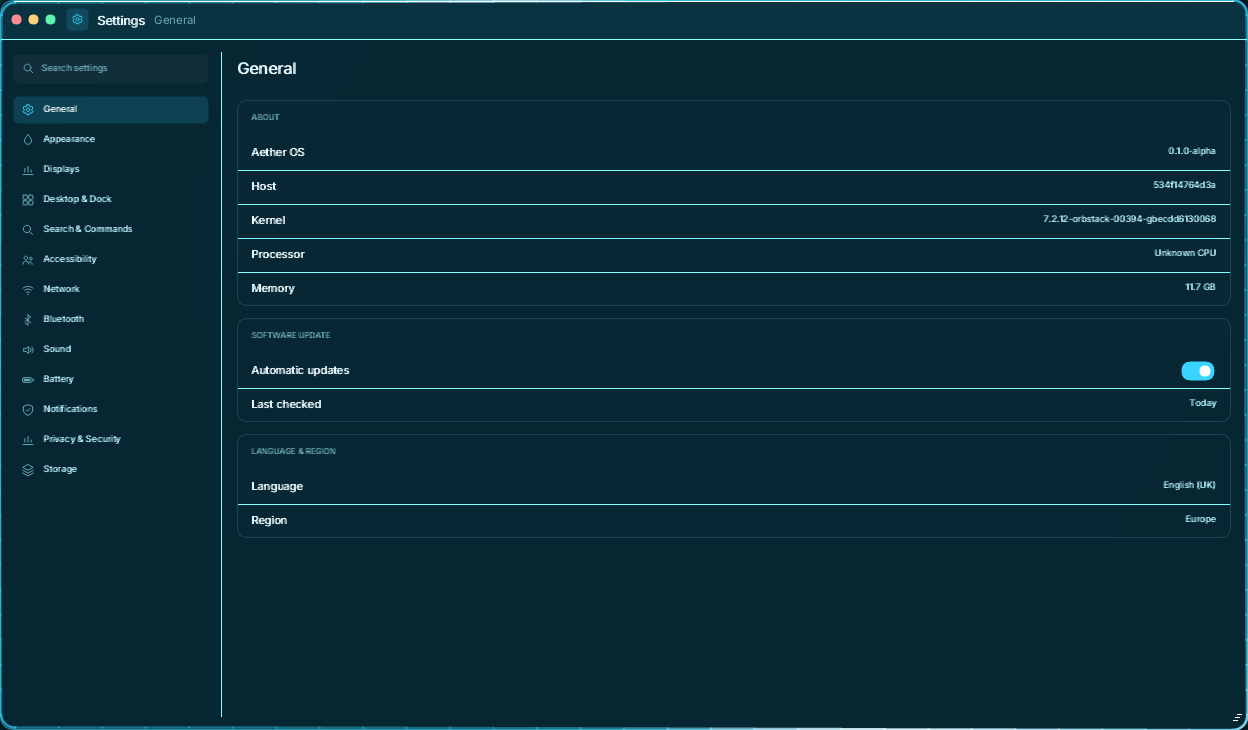 Settings General
Search settings
General
Appearance
Displays
Desktop & Dock
Search & Commands
Accessibility
Network
Bluetooth
Sound
Battery
Notifications
Privacy & Security
Storage
General
ABOUT
Aether OS 0.1.0-alpha
Host 534f14764d3a
Kernel 7.2.12-orbstack-00394-gbecdd6130068
Processor Unknown CPU
Memory 11.7 GB
SOFTWARE UPDATE
Automatic updates
Last checked Today
LANGUAGE & REGION
Language English (UK)
Region Europe